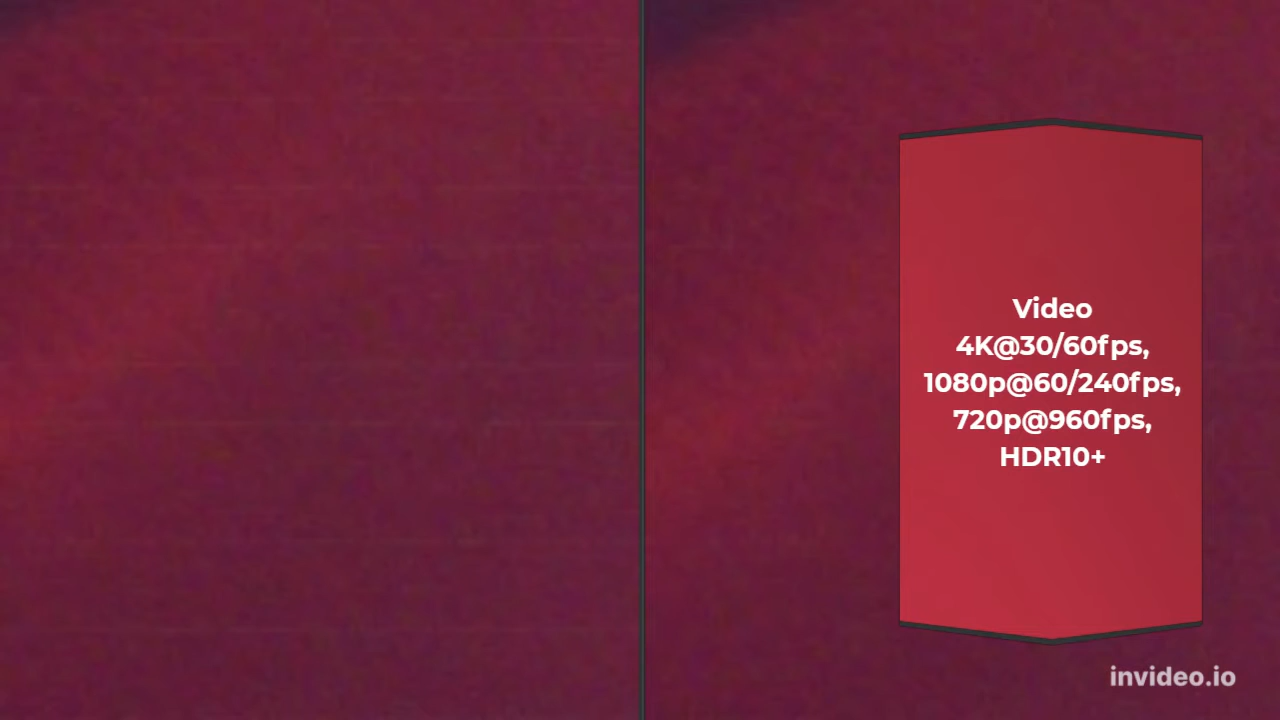 Video
4K@30/60fps,
1080p@60/240fps,
720p@960fps,
HDR10+
invideo.io